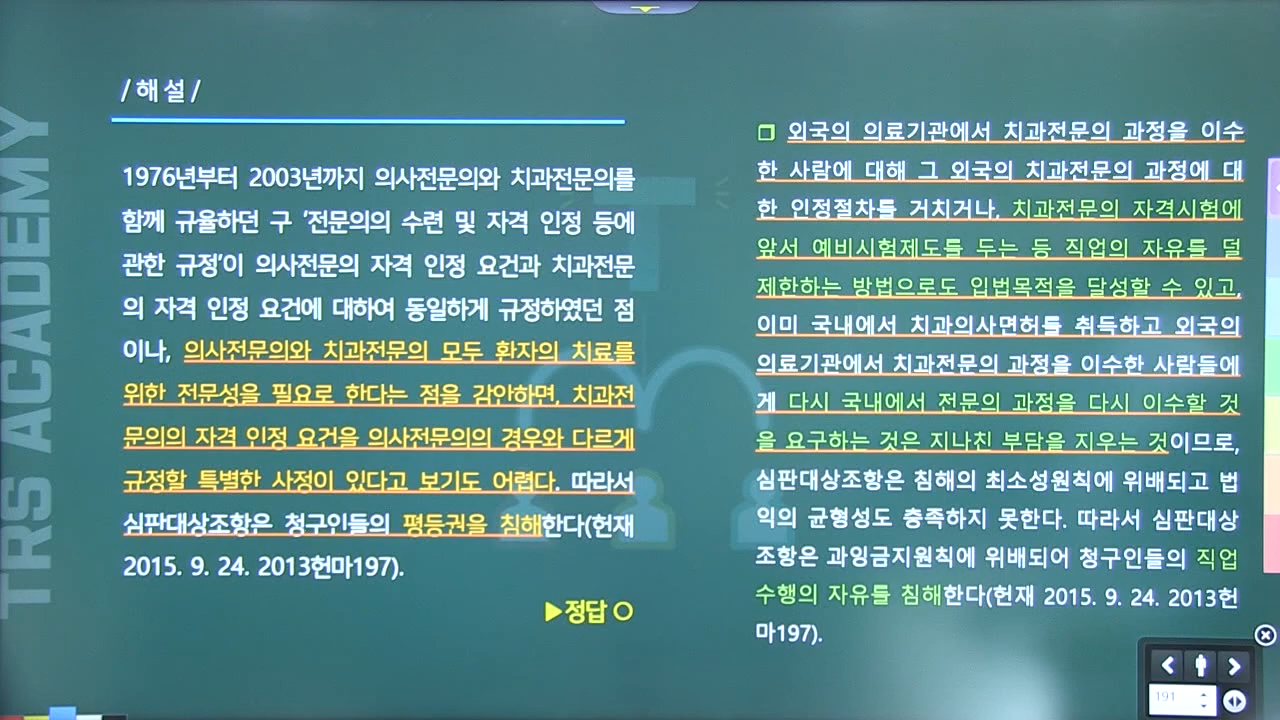 TRS ACADEMY
/ 해 설 /
1976년부터 2003년까지 의사전문의와 치과전문의를
함께 규율하던 구 '전문의의 수련 및 자격 인정 등에
관한 규정'이 의사전문의 자격 인정 요건과 치과전문
의 자격 인정 요건에 대하여 동일하게 규정하였던 점
이나, 의사전문의와 치과전문의 모두 환자의 치료를
위한 전문성을 필요로 한다는 점을 감안하면, 치과전
문의의 자격 인정 요건을 의사전문의의 경우와 다르게
규정할 특별한 사정이 있다고 보기도 어렵다. 따라서
심판대상조항은 청구인들의 평등권을 침해한다(헌재
2015. 9. 24. 2013헌마197).
▶정답 ○
❒ 외국의 의료기관에서 치과전문의 과정을 이수
한 사람에 대해 그 외국의 치과전문의 과정에 대
한 인정절차를 거치거나, 치과전문의 자격시험에
앞서 예비시험제도를 두는 등 직업의 자유를 덜
제한하는 방법으로도 입법목적을 달성할 수 있고,
이미 국내에서 치과의사면허를 취득하고 외국의
의료기관에서 치과전문의 과정을 이수한 사람들에
게 다시 국내에서 전문의 과정을 다시 이수할 것
을 요구하는 것은 지나친 부담을 지우는 것이므로,
심판대상조항은 침해의 최소성원칙에 위배되고 법
익의 균형성도 충족하지 못한다. 따라서 심판대상
조항은 과잉금지원칙에 위배되어 청구인들의 직업
수행의 자유를 침해한다(헌재 2015. 9. 24. 2013헌
마197).
191